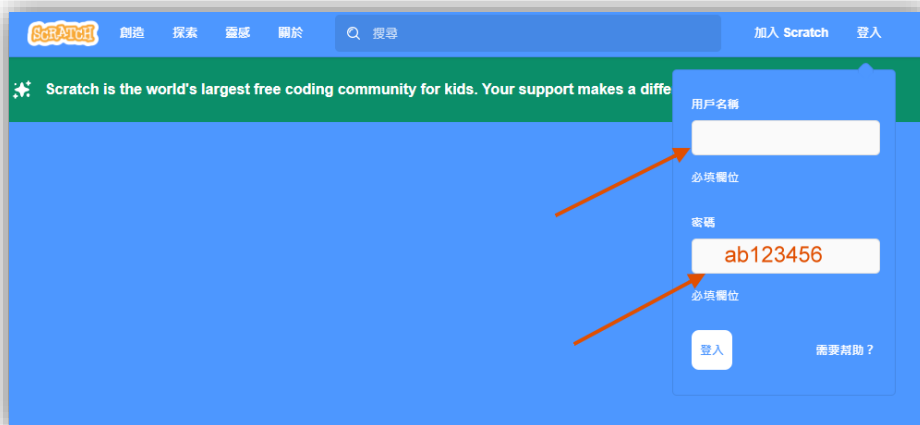 SCRATCH 創造 探索 靈感 關於 搜尋 加入 Scratch 登入
Scratch is the world's largest free coding community for kids. Your support makes a diffe
用戶名稱
必填欄位
密碼
ab123456
必填欄位
登入 需要幫助？